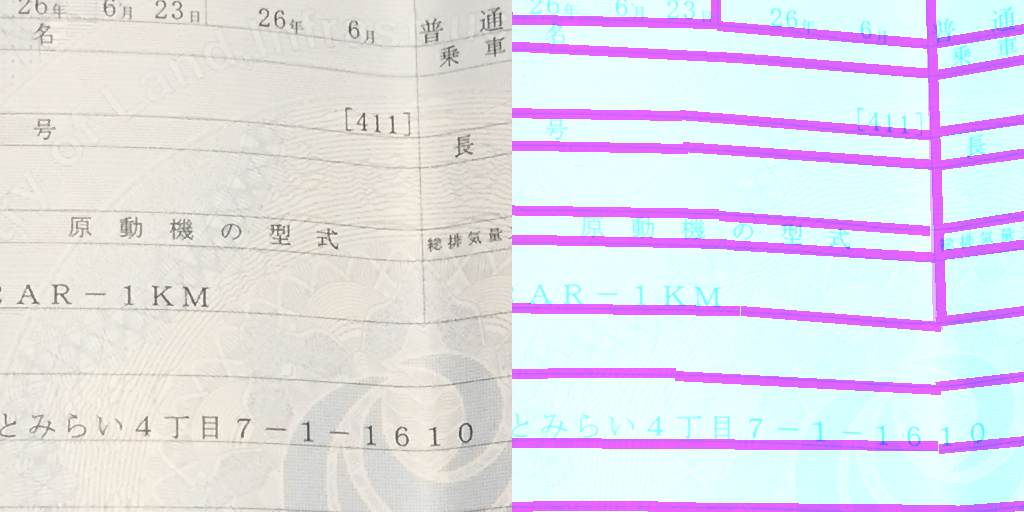 26年 6月 23日 26年 6月 普通
名 乗車
号 [411] 長
原動機の型式 総排気量
2AR-1KM
とみらい4丁目7-1-1610
26年 6月 23日 26年 6月 普通
名 乗車
号 [411] 長
原動機の型式 総排気量
AR-1KM
とみらい4丁目7-1-1610